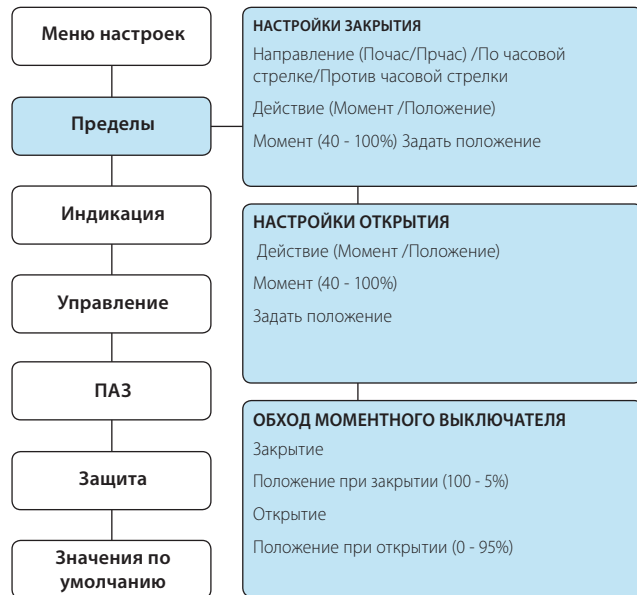 Меню настроек
Пределы
Индикация
Управление
ПАЗ
Защита
Значения по
умолчанию
НАСТРОЙКИ ЗАКРЫТИЯ
Направление (Почас/Прчас) /По часовой
стрелке/Против часовой стрелки
Действие (Момент /Положение)
Момент (40 - 100%) Задать положение
НАСТРОЙКИ ОТКРЫТИЯ
Действие (Момент /Положение)
Момент (40 - 100%)
Задать положение
ОБХОД МОМЕНТНОГО ВЫКЛЮЧАТЕЛЯ
Закрытие
Положение при закрытии (100 - 5%)
Открытие
Положение при открытии (0 - 95%)